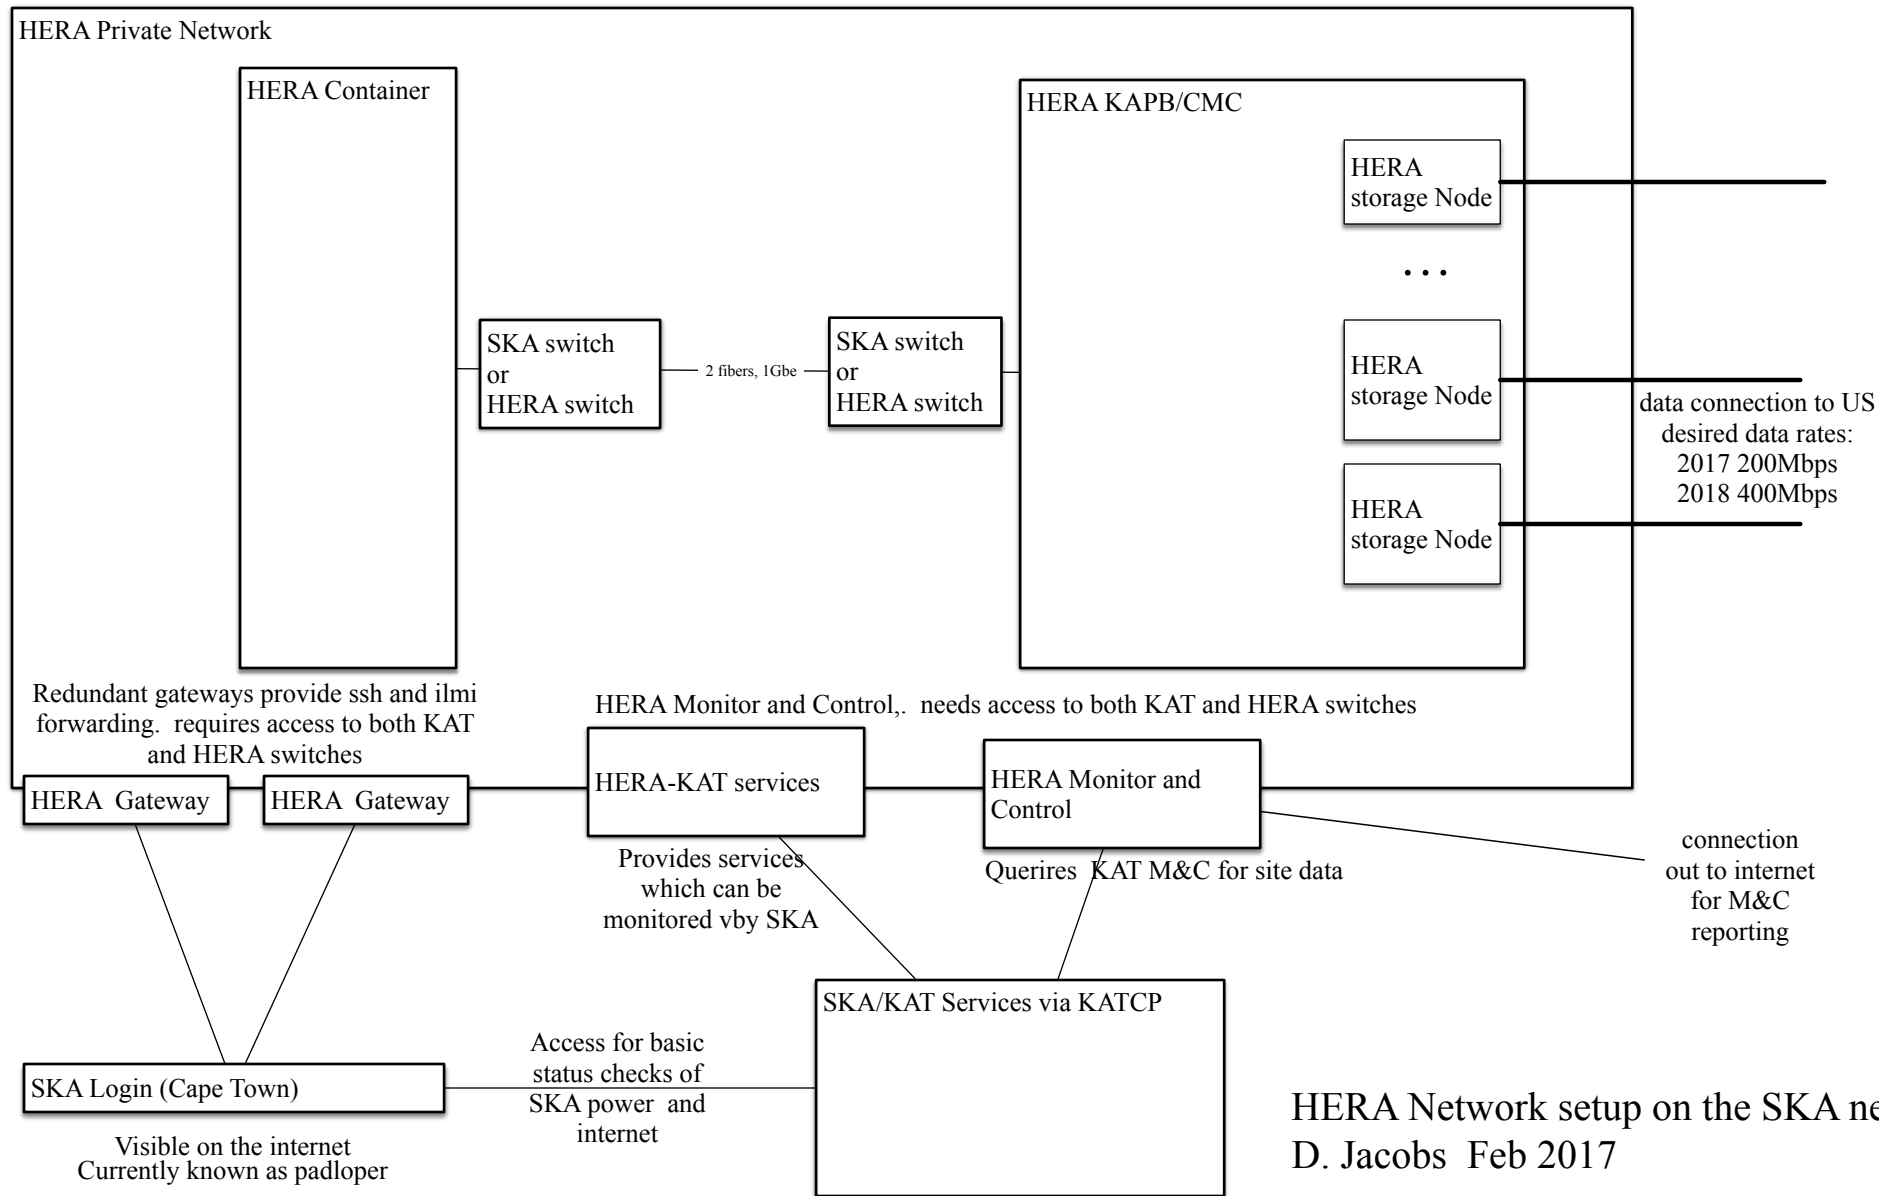 HERA Private Network
HERA Container
HERA KAPB/CMC
HERA
storage Node
. . .
SKA switch
or
HERA switch
2 fibers, 1Gbe
SKA switch
or
HERA switch
HERA
storage Node
data connection to US
desired data rates:
2017 200Mbps
2018 400Mbps
HERA
storage Node
Redundant gateways provide ssh and ilmi
forwarding.  requires access to both KAT
and HERA switches
HERA Monitor and Control,.  needs access to both KAT and HERA switches
HERA  Gateway
HERA  Gateway
HERA-KAT services
HERA Monitor and
Control
Provides services
which can be
monitored vby SKA
Querires  KAT M&C for site data
connection
out to internet
for M&C
reporting
SKA/KAT Services via KATCP
SKA Login (Cape Town)
Access for basic
status checks of
SKA power  and
internet
Visible on the internet
Currently known as padloper
HERA Network setup on the SKA ne
D. Jacobs  Feb 2017